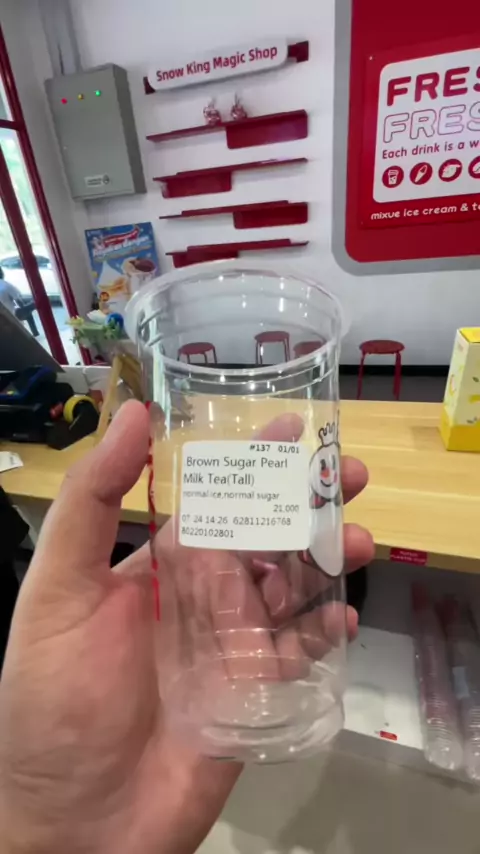 Snow King Magic Shop
FRES
FRES
Each drink is a w
mixue ice cream & t
#137 01/01
Brown Sugar Pearl
Milk Tea(Tall)
normal ice,normal sugar
21,000
07-24 14:26 62811216768
80220102801